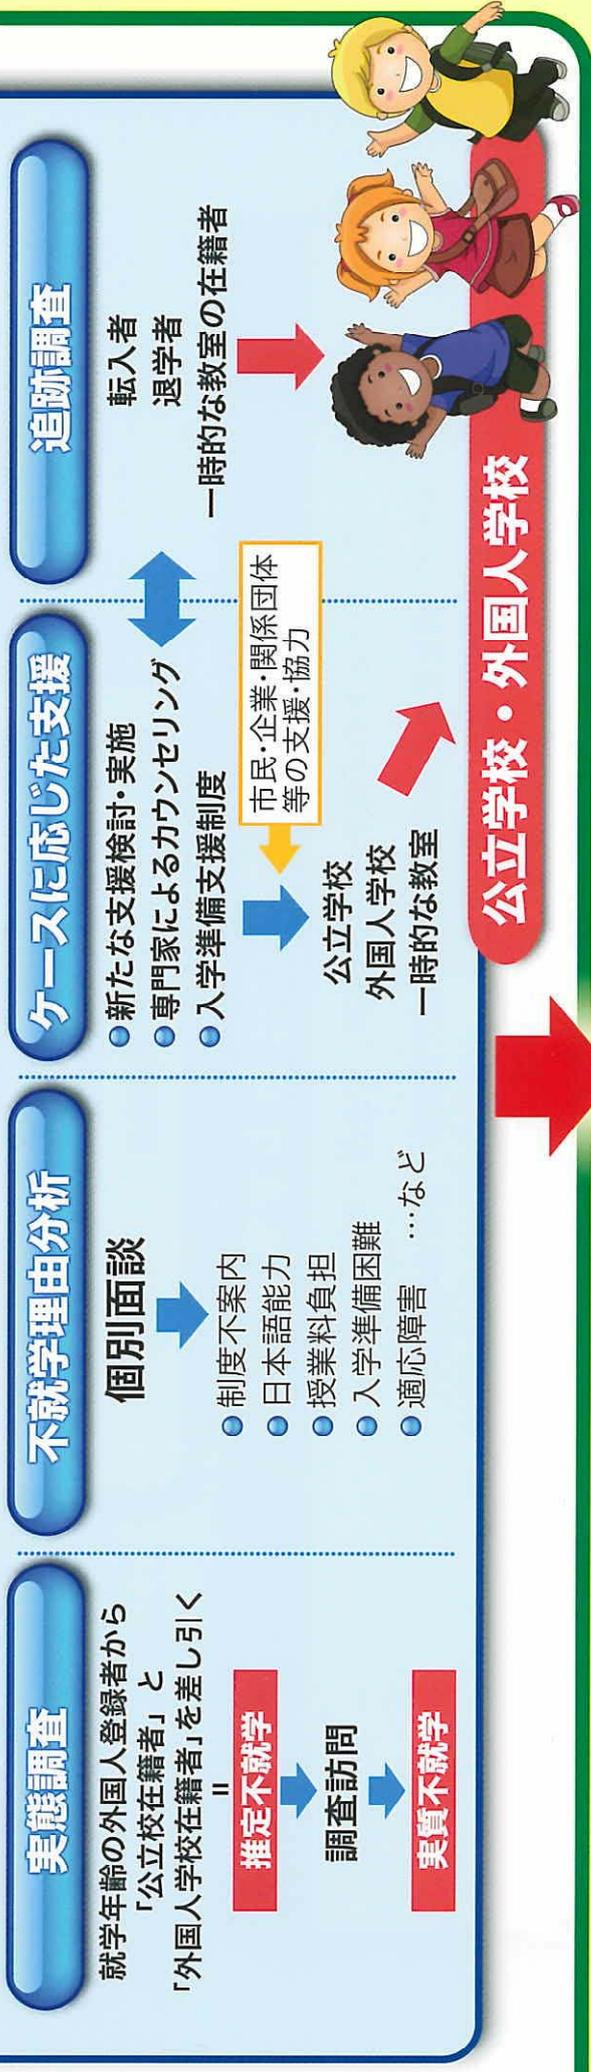 実態調査
就学年齢の外国人登録者から
「公立校在籍者」と
「外国人学校在籍者」を差し引く
=
推定不就学
調査訪問
実質不就学
不就学理由分析
個別面談
制度不案内
日本語能力
授業料負担
入学準備困難
適応障害 …など
ケースに応じた支援
新たな支援検討・実施
専門家によるカウンセリング
入学準備支援制度
市民・企業・関係団体
等の支援・協力
公立学校
外国人学校
一時的な教室
追跡調査
転入者
退学者
一時的な教室の在籍者
公立学校・外国人学校